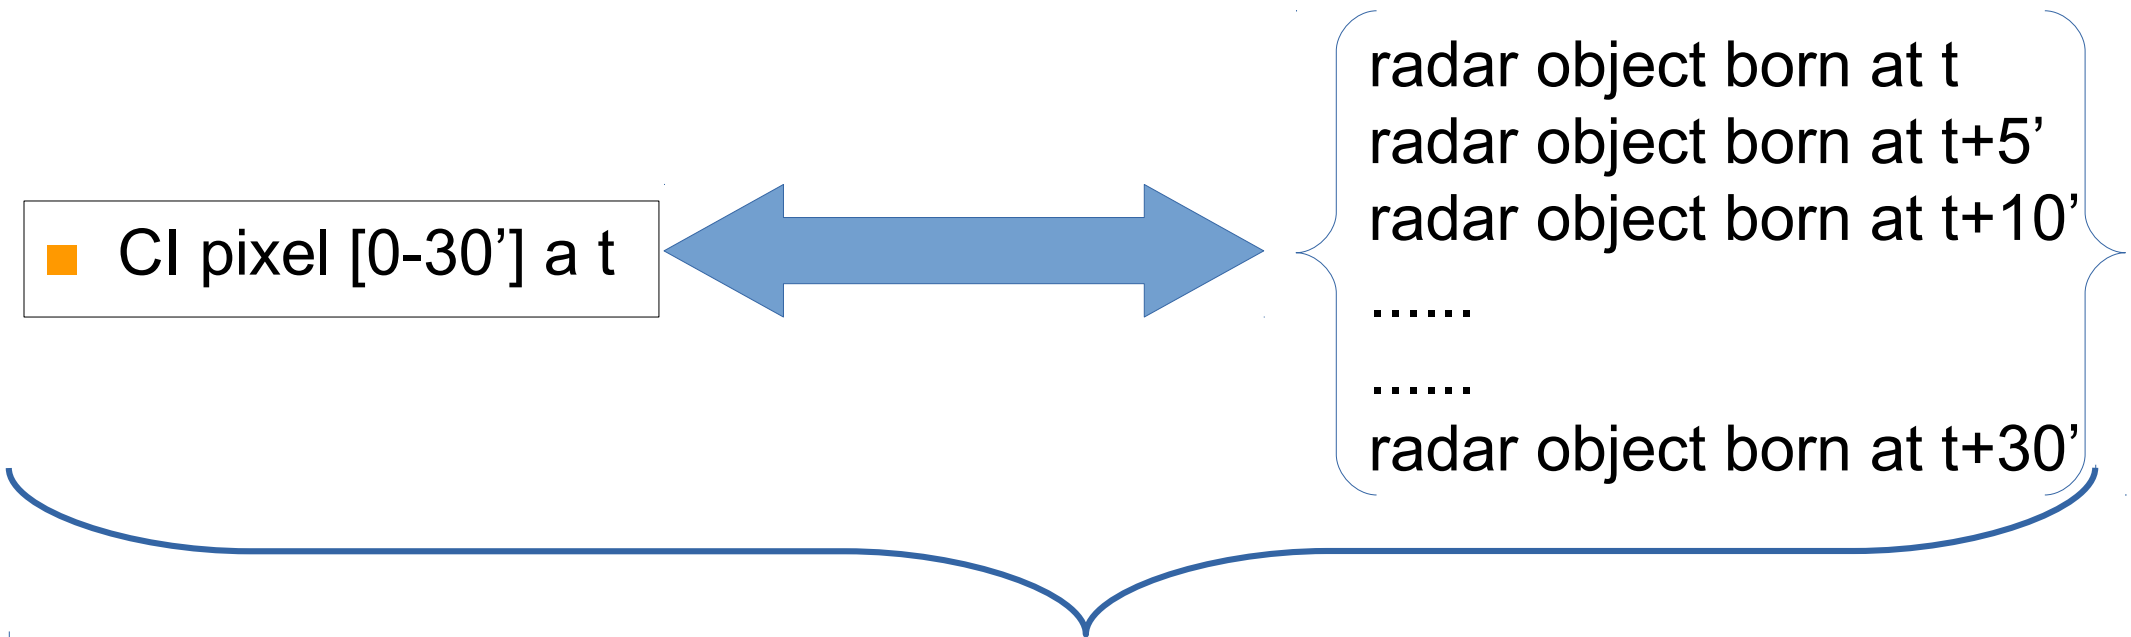 CI pixel [0-30’] a t
radar object born at t
radar object born at t+5’
radar object born at t+10’
......
......
radar object born at t+30’